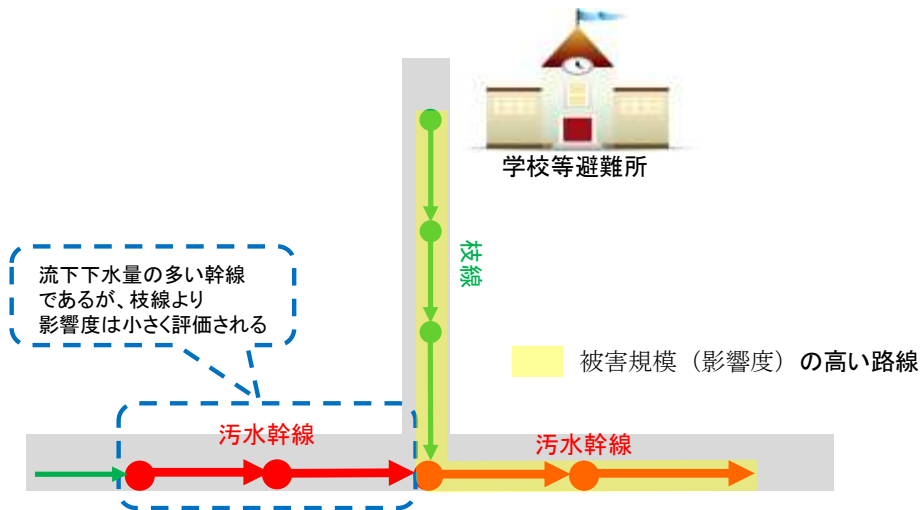 学校等避難所
枝線
流下下水量の多い幹線
であるが、枝線より
影響度は小さく評価される
被害規模（影響度）の高い路線
汚水幹線
汚水幹線